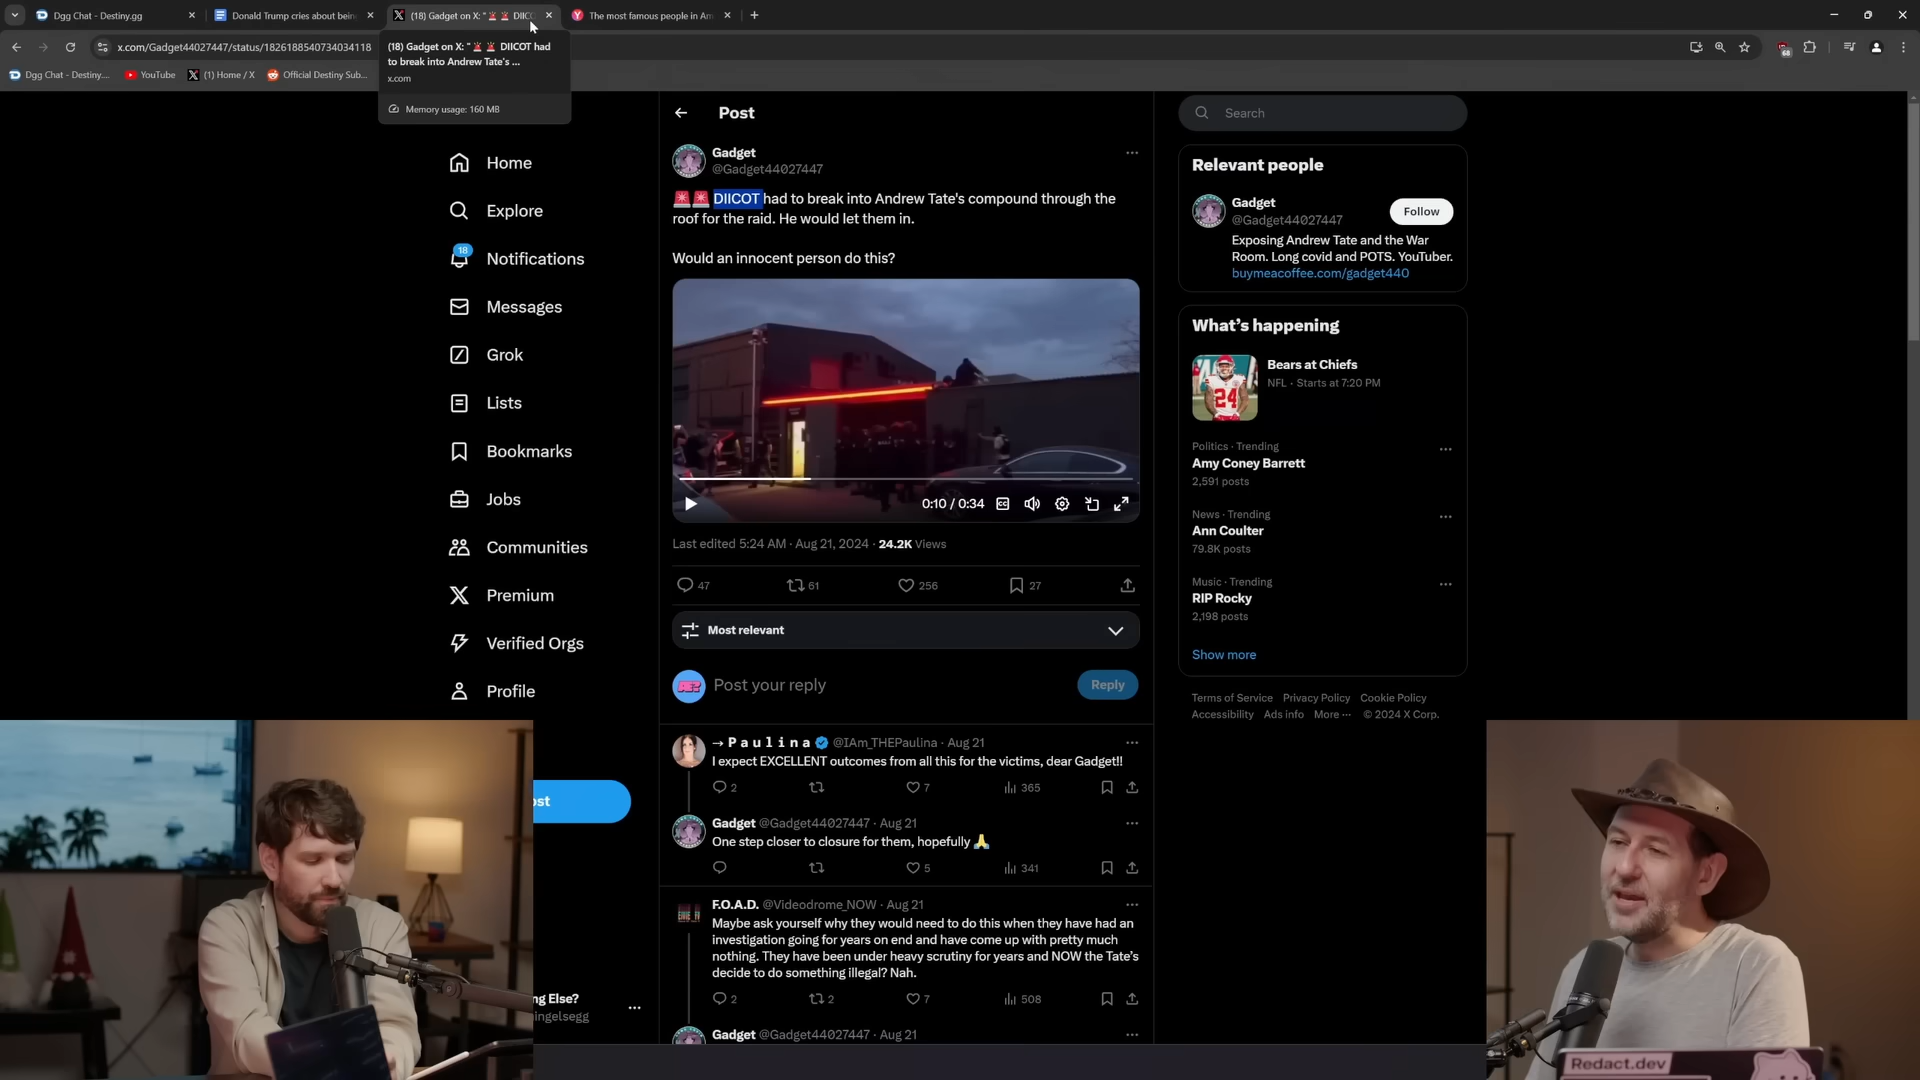 Dgg Chat - Destiny.gg
Donald Trump cries about bein
(18) Gadget on X: "🚨 🚨 DIIC
The most famous people in Am
x.com/Gadget44027447/status/1826188540734034118
Dgg Chat - Destiny....
YouTube
(1) Home / X
Official Destiny Sub...
68
(18) Gadget on X: "🚨 🚨 DIICOT had
to break into Andrew Tate's ...
x.com
Memory usage: 160 MB
Home
Explore
18
Notifications
Messages
Grok
Lists
Bookmarks
Jobs
Communities
Premium
Verified Orgs
Profile
ost
ng Else?
ingelsegg
Post
Gadget
@Gadget44027447
🚨🚨 DIICOT had to break into Andrew Tate's compound through the
roof for the raid. He would let them in.
Would an innocent person do this?
0:10 / 0:34
CC
Last edited 5:24 AM · Aug 21, 2024 · 24.2K Views
47
61
256
27
Most relevant
Post your reply
Reply
→ P a u l i n a @IAm_THEPaulina · Aug 21
I expect EXCELLENT outcomes from all this for the victims, dear Gadget!!
2
7
365
Gadget @Gadget44027447 · Aug 21
One step closer to closure for them, hopefully 🙏
5
341
F.O.A.D. @Videodrome_NOW · Aug 21
Maybe ask yourself why they would need to do this when they have had an
investigation going for years on end and have come up with pretty much
nothing. They have been under heavy scrutiny for years and NOW the Tate's
decide to do something illegal? Nah.
2
2
7
508
Gadget @Gadget44027447 · Aug 21
Search
Relevant people
Gadget
@Gadget44027447
Follow
Exposing Andrew Tate and the War
Room. Long covid and POTS. YouTuber.
buymeacoffee.com/gadget440
What's happening
Bears at Chiefs
NFL · Starts at 7:20 PM
24
Politics · Trending
Amy Coney Barrett
2,591 posts
News · Trending
Ann Coulter
79.8K posts
Music · Trending
RIP Rocky
2,198 posts
Show more
Terms of Service Privacy Policy Cookie Policy
Accessibility Ads info More ··· © 2024 X Corp.
Redact.dev